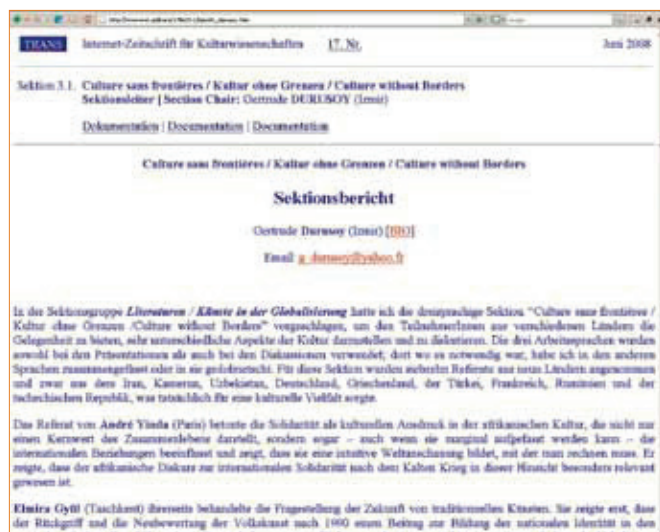 TRANS Internet-Zeitschrift für Kulturwissenschaften 17. Nr. Juni 2008
Sektion 3.1. Culture sans frontières / Kultur ohne Grenzen / Culture without Borders
Sektionsleiter | Section Chair: Gertrude DURUSOY (Izmir)
Dokumentation | Documentation | Documentation
Culture sans frontières / Kultur ohne Grenzen / Culture without Borders
Sektionsbericht
Gertrude Durusoy (Izmir) [BIO]
Email: g_durusoy@yahoo.fr
In der Sektionsgruppe Literaturen / Künste in der Globalisierung hatte ich die dreisprachige Sektion "Culture sans frontières /
Kultur ohne Grenzen /Culture without Borders" vorgeschlagen, um den TeilnehmerInnen aus verschiedenen Ländern die
Gelegenheit zu bieten, sehr unterschiedliche Aspekte der Kultur darzustellen und zu diskutieren. Die drei Arbeitssprachen wurden
sowohl bei den Präsentationen als auch bei den Diskussionen verwendet; dort wo es notwendig war, habe ich in den anderen
Sprachen zusammengefasst oder in sie gedolmetscht. Für diese Sektion wurden siebzehn Referate aus neun Ländern angenommen
und zwar aus dem Iran, Kamerun, Uzbekistan, Deutschland, Griechenland, der Türkei, Frankreich, Rumänien und der
tschechischen Republik, was tatsächlich für eine kulturelle Vielfalt sorgte.
Das Referat von André Yinda (Paris) betonte die Solidarität als kulturellen Ausdruck in der afrikanischen Kultur, die nicht nur
einen Kernwert des Zusammenlebens darstellt, sondern sogar – auch wenn sie marginal aufgefasst werden kann – die
internationalen Beziehungen beeinflusst und zeigt, dass sie eine intuitive Weltanschauung bildet, mit der man rechnen muss. Er
zeigte, dass der afrikanische Diskurs zur internationalen Solidarität nach dem Kalten Krieg in dieser Hinsicht besonders relevant
gewesen ist.
Elmira Gyül (Taschkent) ihrerseits behandelte die Fragestellung der Zukunft von traditionellen Künsten. Sie zeigte erst, dass
der Rückgriff und die Neubewertung der Volkskunst nach 1990 einen Beitrag zur Bildung der nationalen Identität in den